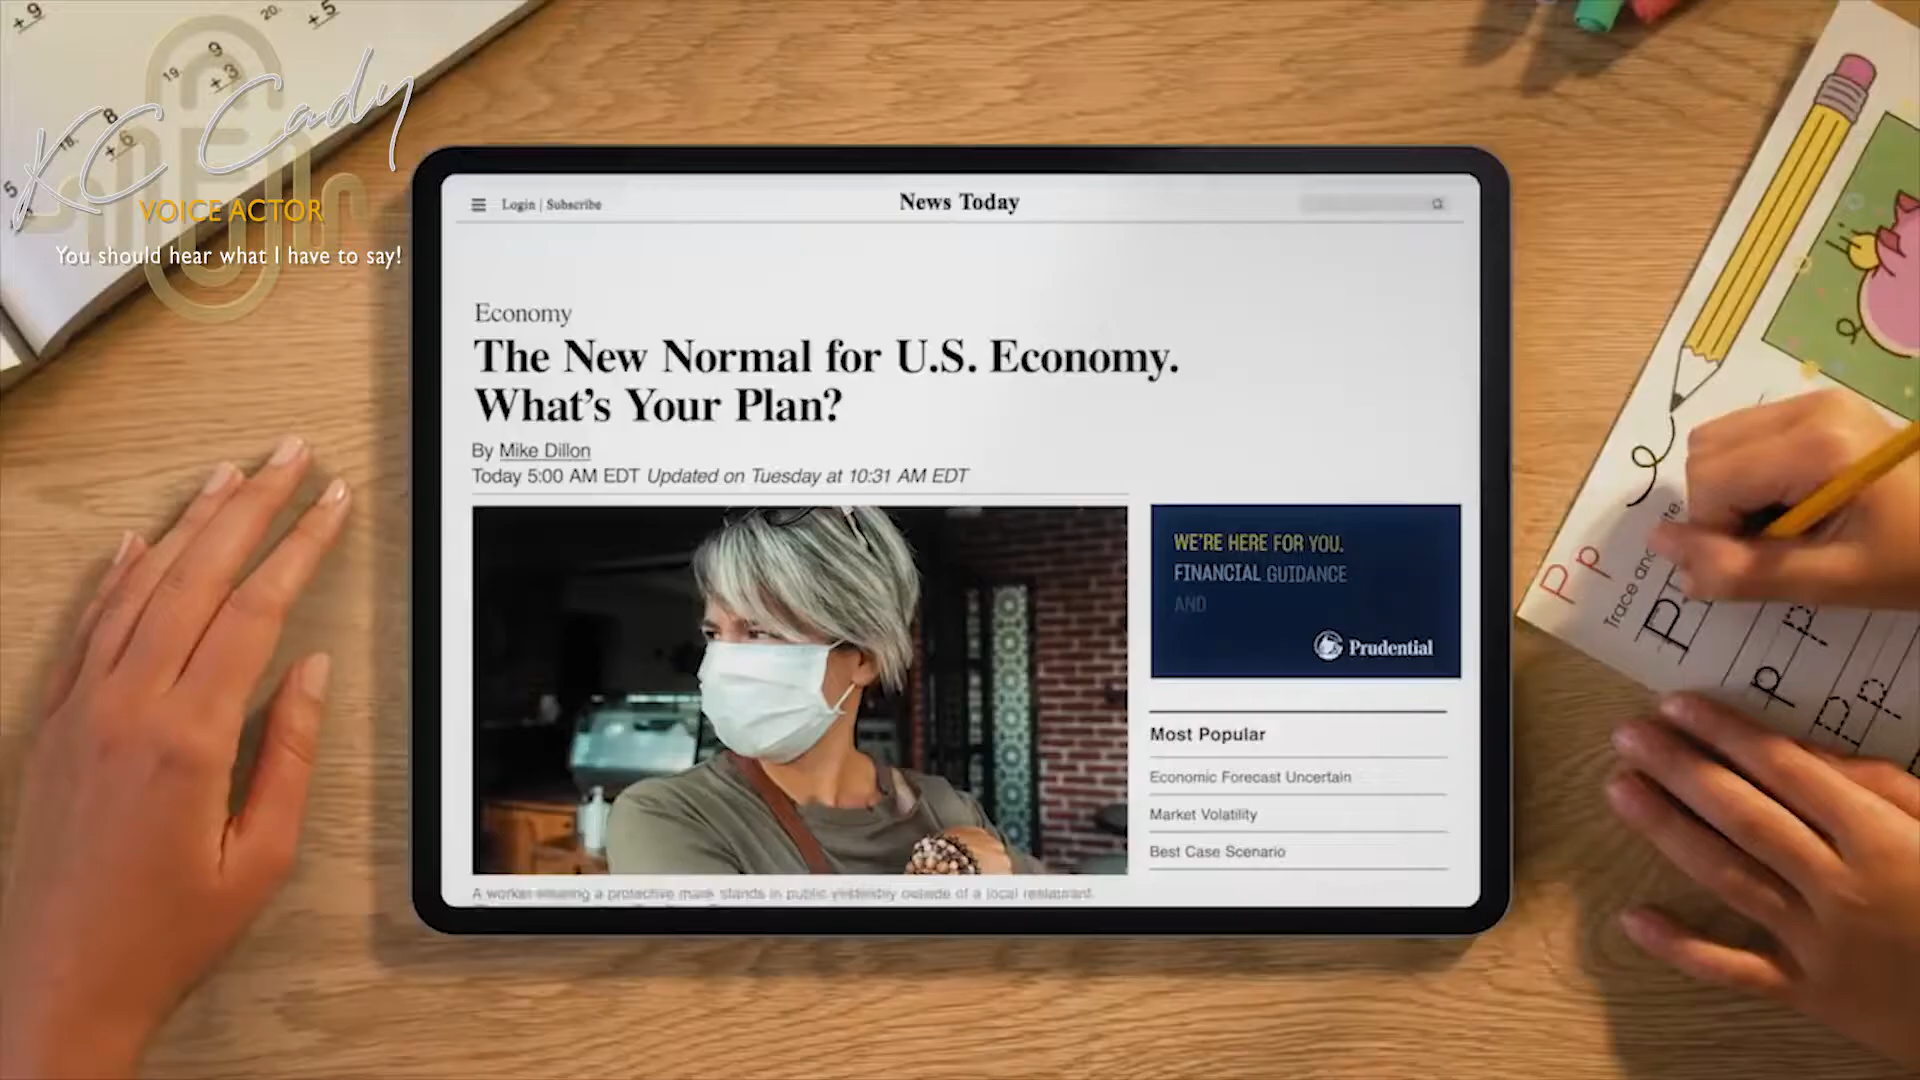 +9
20.
+5
19.
9
+3
8
18.
+6
5
KC Cady
VOICE ACTOR
You should hear what I have to say!
Login | Subscribe
News Today
Economy
The New Normal for U.S. Economy.
What's Your Plan?
By Mike Dillon
Today 5:00 AM EDT Updated on Tuesday at 10:31 AM EDT
WE'RE HERE FOR YOU.
FINANCIAL GUIDANCE
AND
Prudential
Most Popular
Economic Forecast Uncertain
Market Volatility
Best Case Scenario
A worker wearing a protective mask stands in public yesterday outside of a local restaurant.
Hi
Pp
Trace and
P
P P
P P